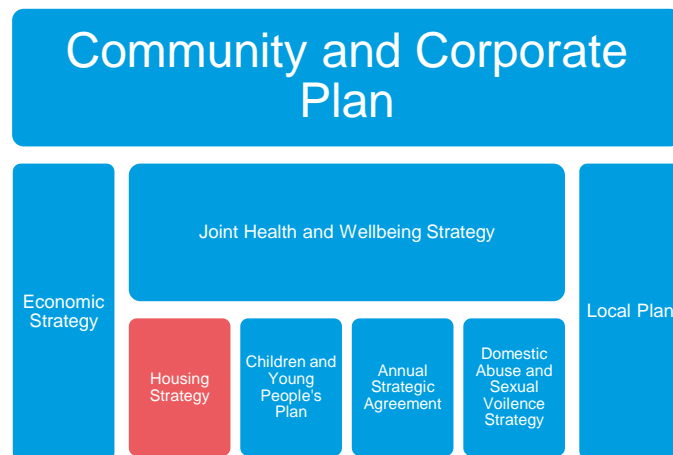 Community and Corporate
Plan
Joint Health and Wellbeing Strategy
Economic
Strategy
Local Plan
Housing
Strategy
Children and
Young
People's
Plan
Annual
Strategic
Agreement
Domestic
Abuse and
Sexual
Voilence
Strategy